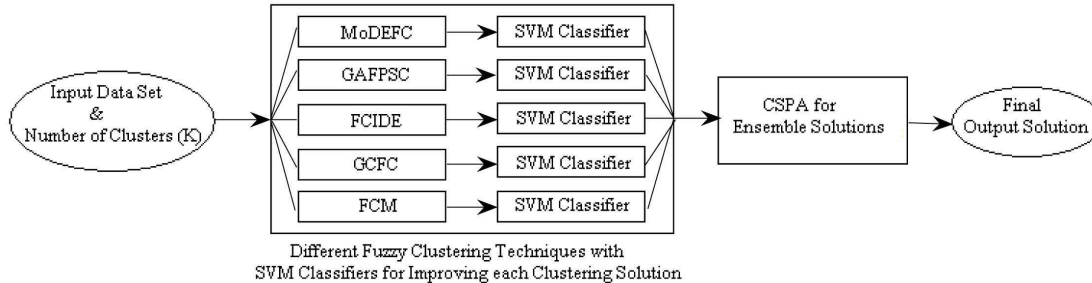 Input Data Set
&
Number of Clusters (K)
MoDEFC
SVM Classifier
GAFPSC
SVM Classifier
FCIDE
SVM Classifier
GCFC
SVM Classifier
FCM
SVM Classifier
Different Fuzzy Clustering Techniques with
SVM Classifiers for Improving each Clustering Solution
CSPA for
Ensemble Solutions
Final
Output Solution